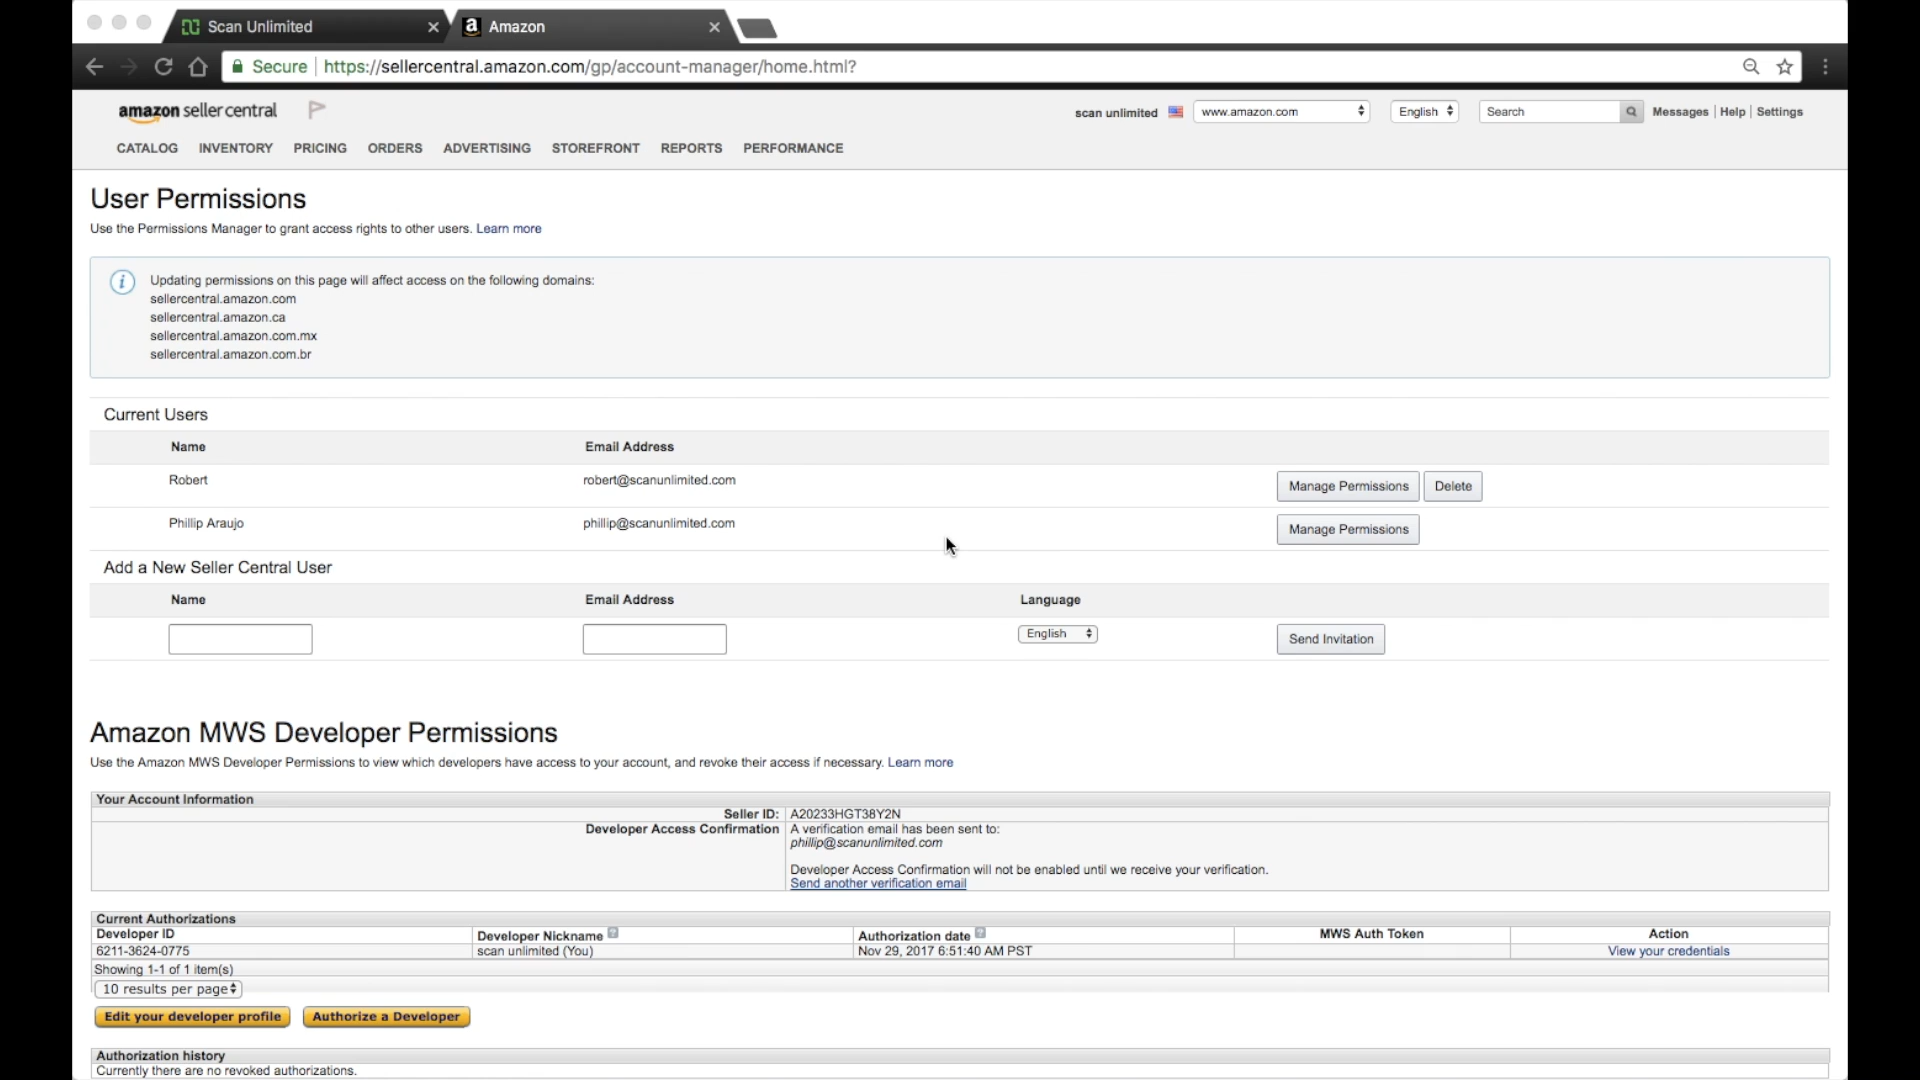 Scan Unlimited
Amazon
Secure https://sellercentral.amazon.com/gp/account-manager/home.html?
amazon seller central
scan unlimited www.amazon.com English Search Messages | Help | Settings
CATALOG INVENTORY PRICING ORDERS ADVERTISING STOREFRONT REPORTS PERFORMANCE
User Permissions
Use the Permissions Manager to grant access rights to other users. Learn more
Updating permissions on this page will affect access on the following domains:
sellercentral.amazon.com
sellercentral.amazon.ca
sellercentral.amazon.com.mx
sellercentral.amazon.com.br
Current Users
Name Email Address
Robert robert@scanunlimited.com Manage Permissions Delete
Phillip Araujo phillip@scanunlimited.com Manage Permissions
Add a New Seller Central User
Name Email Address Language
English Send Invitation
Amazon MWS Developer Permissions
Use the Amazon MWS Developer Permissions to view which developers have access to your account, and revoke their access if necessary. Learn more
Your Account Information
Seller ID: A20233HGT38Y2N
Developer Access Confirmation A verification email has been sent to:
phillip@scanunlimited.com
Developer Access Confirmation will not be enabled until we receive your verification.
Send another verification email
Current Authorizations
Developer ID Developer Nickname ? Authorization date ? MWS Auth Token Action
6211-3624-0775 scan unlimited (You) Nov 29, 2017 6:51:40 AM PST View your credentials
Showing 1-1 of 1 item(s)
10 results per page
Edit your developer profile Authorize a Developer
Authorization history
Currently there are no revoked authorizations.